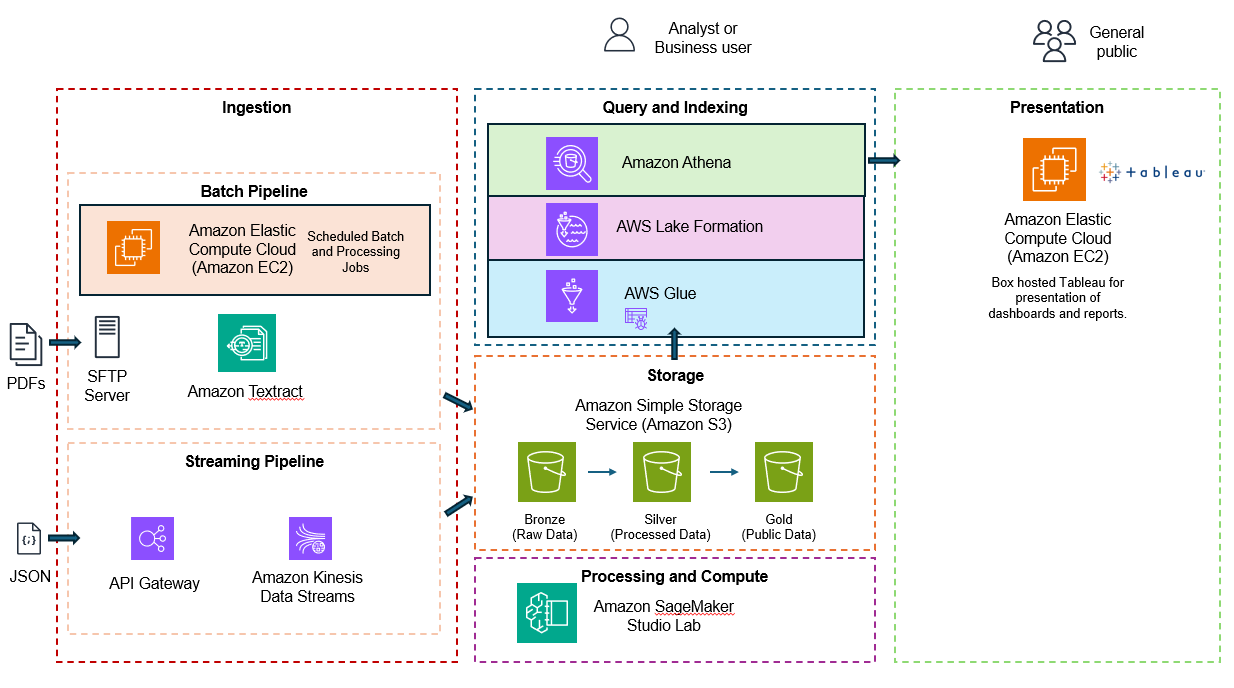 Analyst or
Business user
General
public
Ingestion
Batch Pipeline
Amazon Elastic
Compute Cloud
(Amazon EC2)
Scheduled Batch
and Processing
Jobs
PDFs
SFTP
Server
Amazon Textract
Streaming Pipeline
{;}
JSON
API Gateway
Amazon Kinesis
Data Streams
Query and Indexing
Amazon Athena
AWS Lake Formation
AWS Glue
Storage
Amazon Simple Storage
Service (Amazon S3)
Bronze
(Raw Data)
Silver
(Processed Data)
Gold
(Public Data)
Processing and Compute
Amazon SageMaker
Studio Lab
Presentation
+ableau
Amazon Elastic
Compute Cloud
(Amazon EC2)
Box hosted Tableau for
presentation of
dashboards and reports.